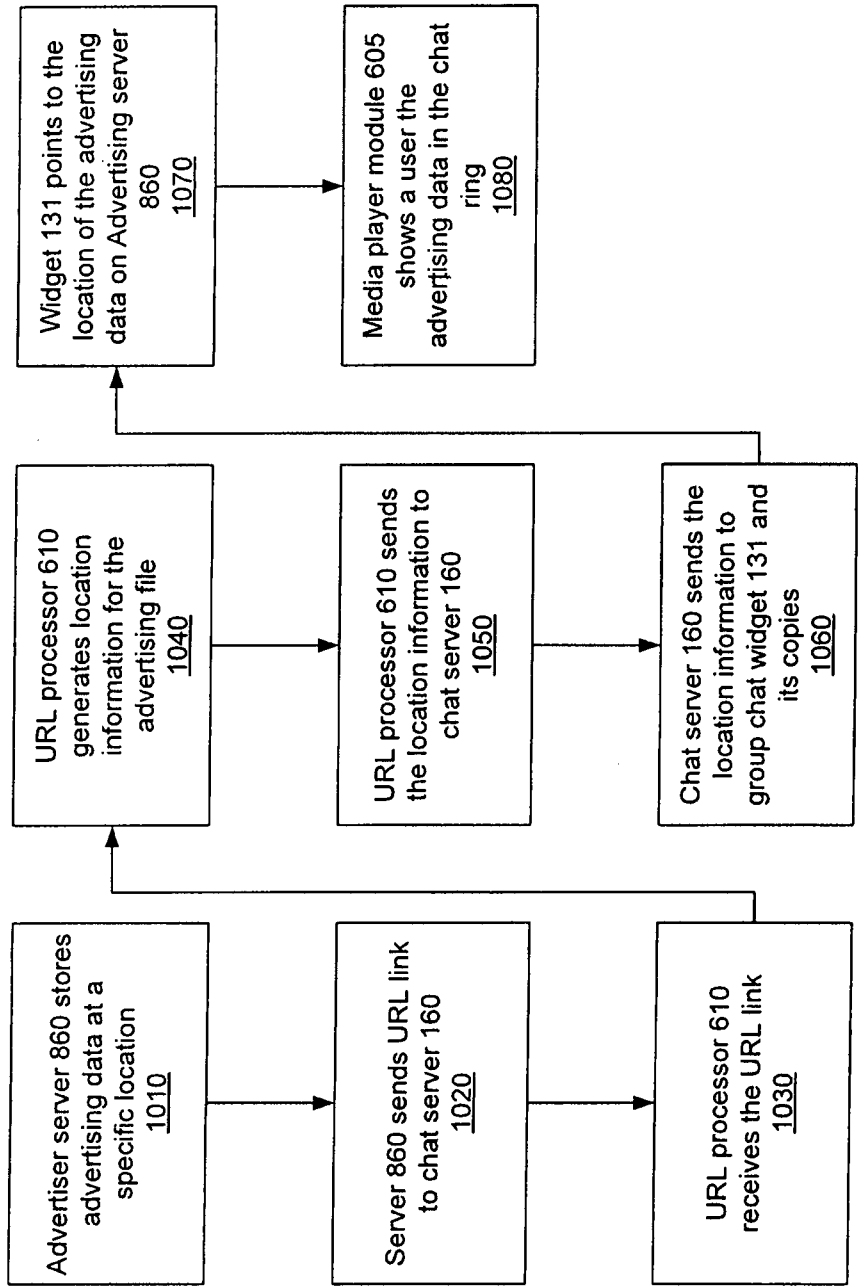 Advertiser server 860 stores
advertising data at a
specific location
1010
Server 860 sends URL link
to chat server 160
1020
URL processor 610
receives the URL link
1030
URL processor 610
generates location
information for the
advertising file
1040
URL processor 610 sends
the location information to
chat server 160
1050
Chat server 160 sends the
location information to
group chat widget 131 and
its copies
1060
Widget 131 points to the
location of the advertising
data on Advertising server
860
1070
Media player module 605
shows a user the
advertising data in the chat
ring
1080